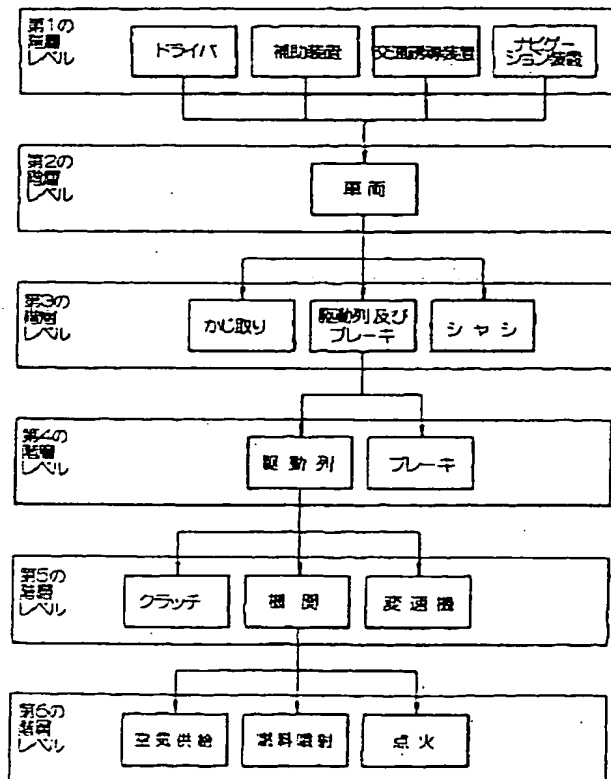 第1の
階層
レベル
ドライバ
補助装置
交通誘導装置
ナビゲー
ション装置
第2の
階層
レベル
車両
第3の
階層
レベル
かじ取り
駆動列及び
ブレーキ
シャシ
第4の
階層
レベル
駆動列
ブレーキ
第5の
階層
レベル
クラッチ
機関
変速機
第6の
階層
レベル
空気供給
燃料噴射
点火